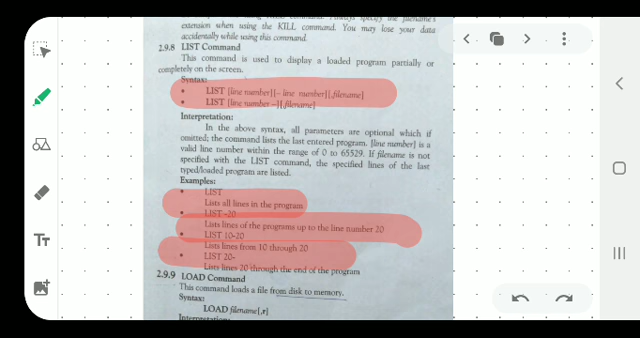 extension when using the KILL command. You may lose your data
accidentally while using this command.
2.9.8 LIST Command
This command is used to display a loaded program partially or
completely on the screen.
Syntax:
• LIST [line number][– line number][,filename]
• LIST [line number –][,filename]
Interpretation:
In the above syntax, all parameters are optional which if
omitted; the command lists the last entered program. [line number] is a
valid line number within the range of 0 to 65529. If filename is not
specified with the LIST command, the specified lines of the last
typed/loaded program are listed.
Examples:
• LIST
Lists all lines in the program
• LIST -20
Lists lines of the programs up to the line number 20
• LIST 10-20
Lists lines from 10 through 20
• LIST 20-
Lists lines 20 through the end of the program
2.9.9 LOAD Command
This command loads a file from disk to memory.
Syntax:
LOAD filename[,r]
Interpretation:
Tт